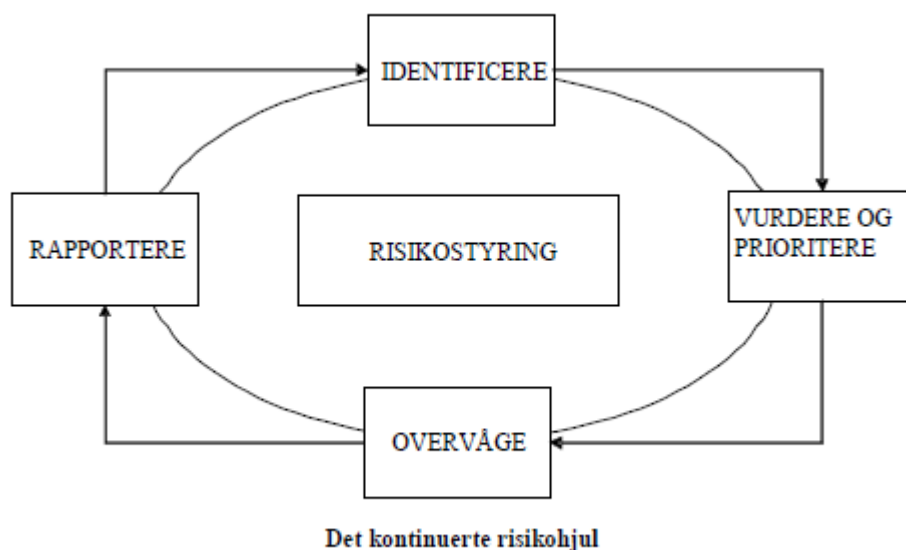 IDENTIFICERE
VURDERE OG
PRIORITERE
RAPPORTERE
RISIKOSTYRING
OVERVÅGE
Det kontinuerte risikohjul